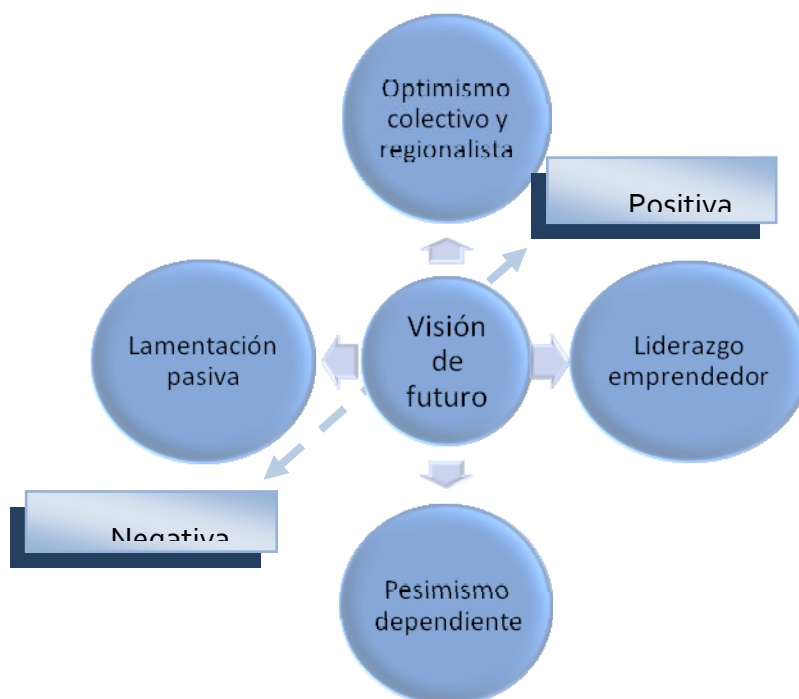 Optimismo
colectivo y
regionalista
Positiva
Lamentación
pasiva
Visión
de
futuro
Liderazgo
emprendedor
Negativa
Pesimismo
dependiente